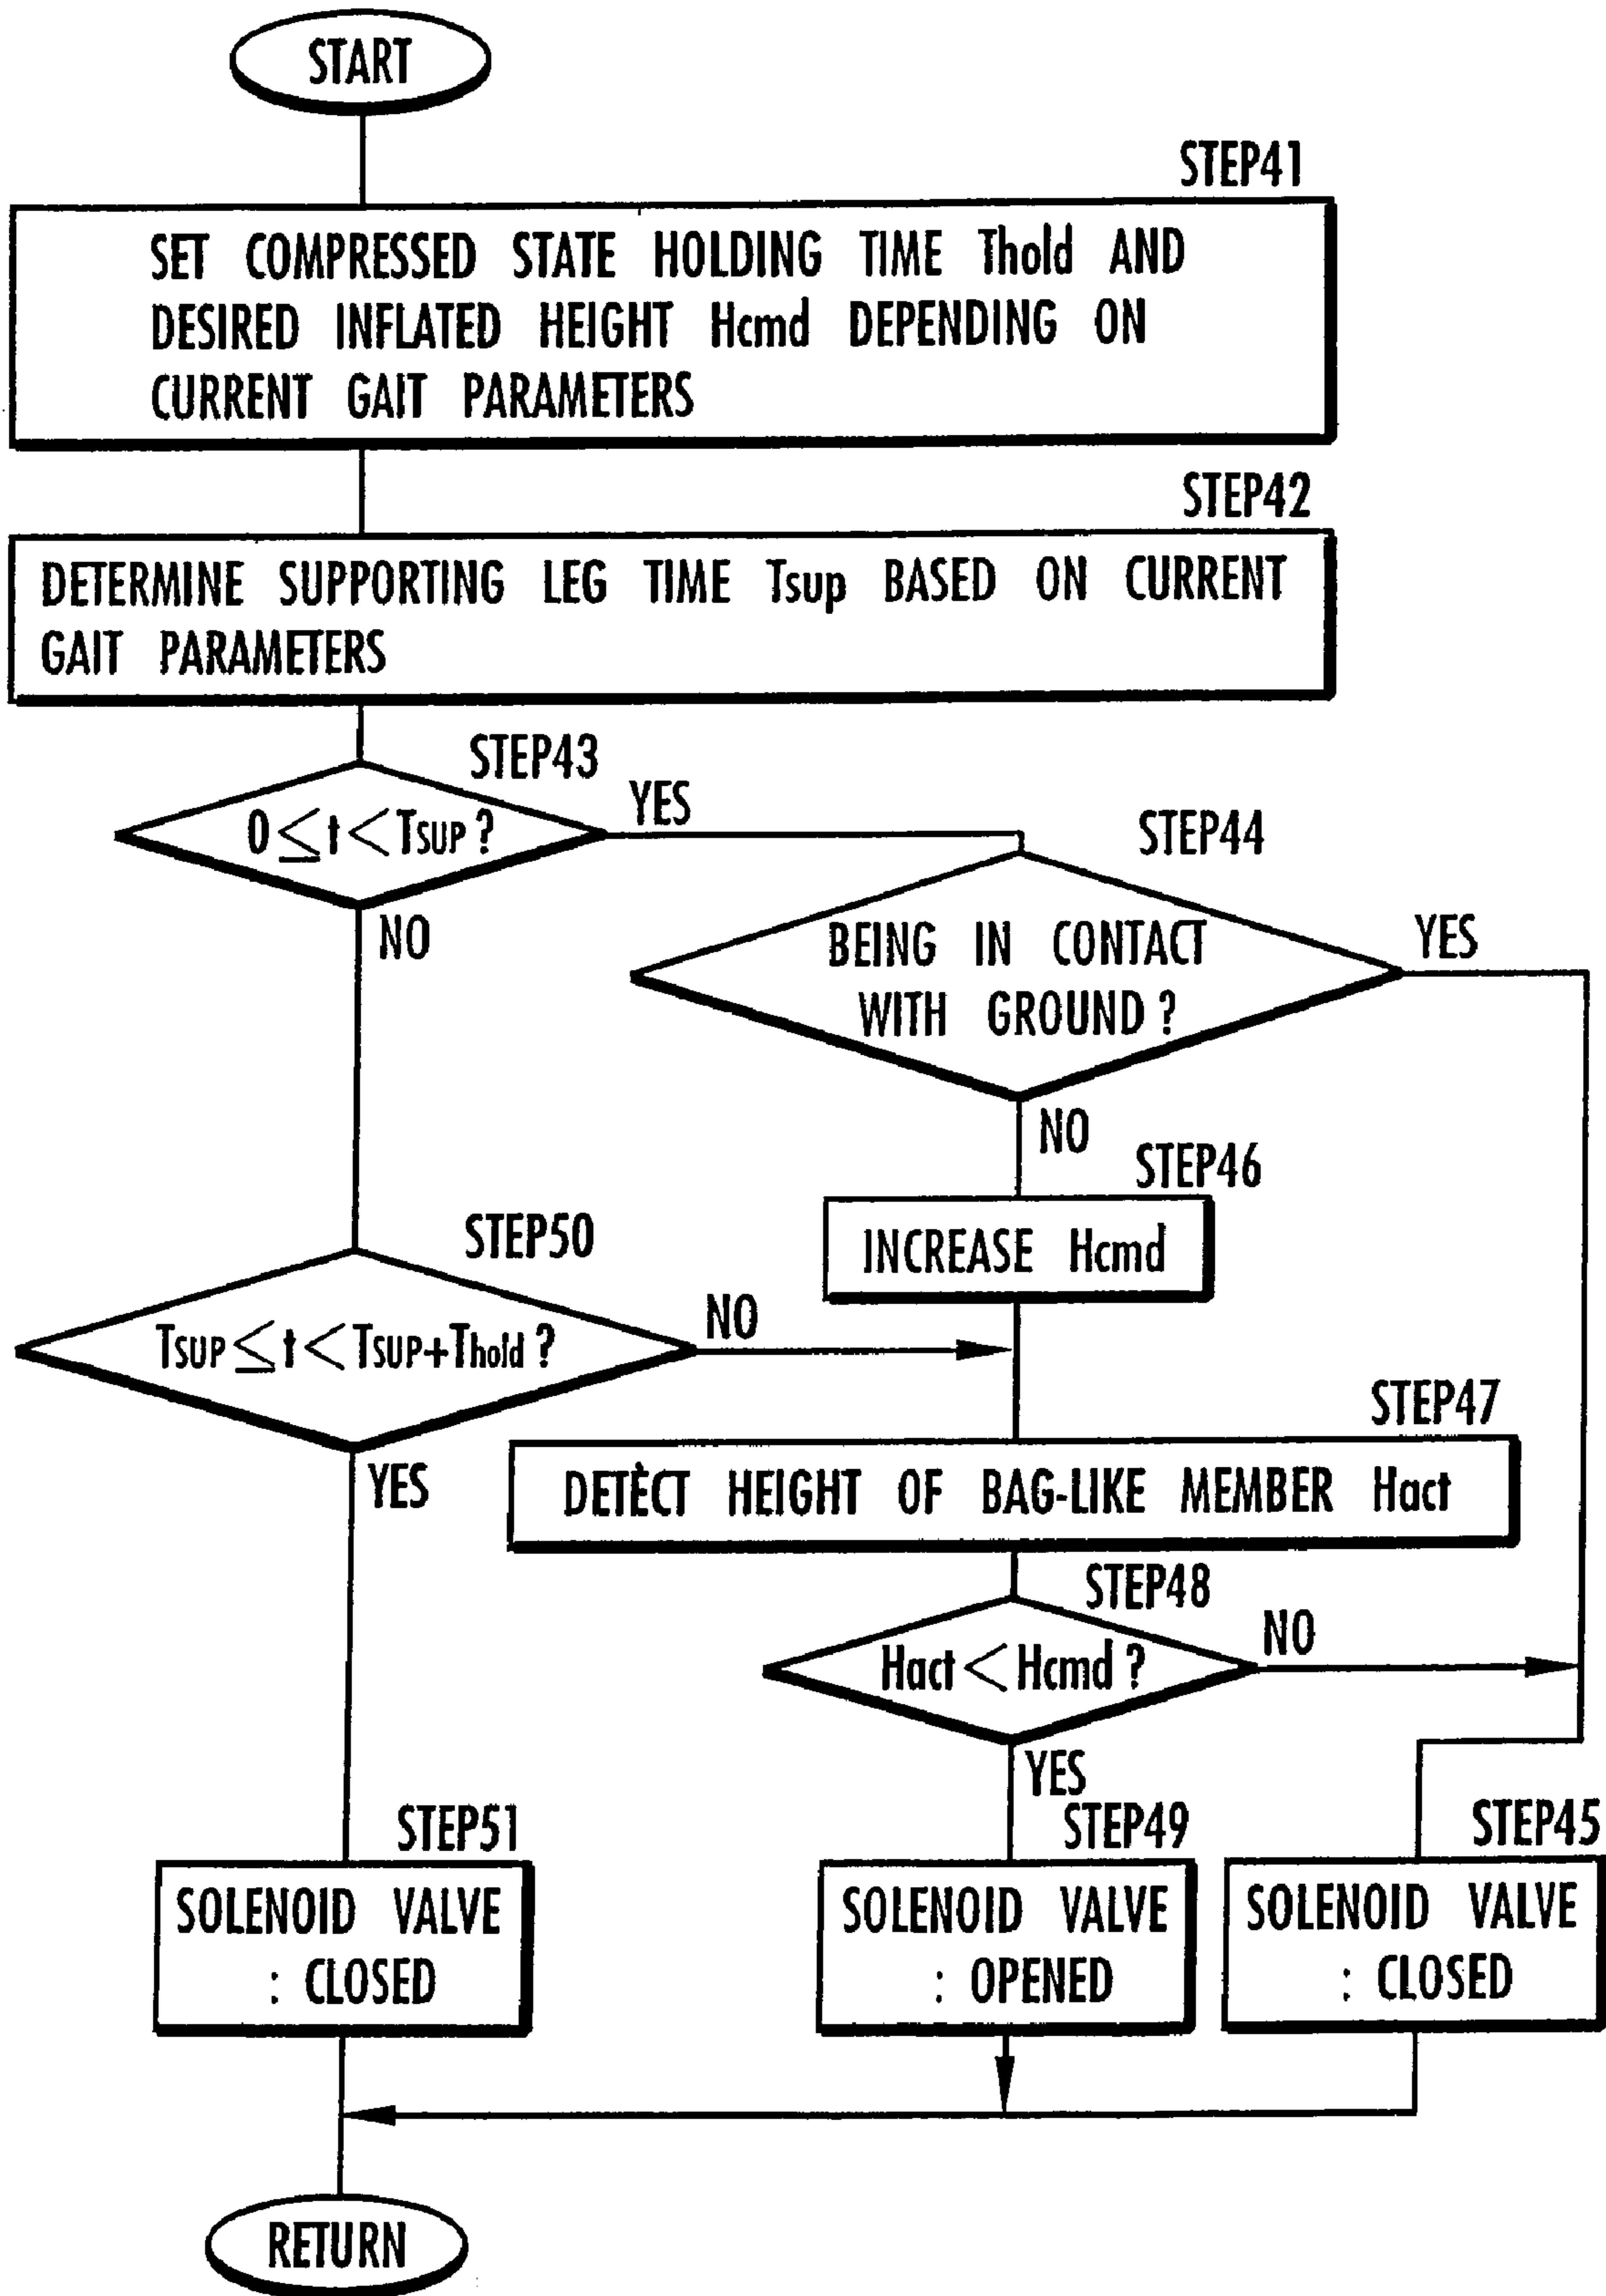 START
STEP41
SET COMPRESSED STATE HOLDING TIME Thold AND
DESIRED INFLATED HEIGHT Hcmd DEPENDING ON
CURRENT GAIT PARAMETERS
STEP42
DETERMINE SUPPORTING LEG TIME Tsup BASED ON CURRENT
GAIT PARAMETERS
STEP43
0≦t<TSUP?
YES
NO
STEP44
BEING IN CONTACT
WITH GROUND?
YES
NO
STEP46
INCREASE Hcmd
STEP50
TSUP≦t<TSUP+Thold?
NO
YES
STEP47
DETECT HEIGHT OF BAG-LIKE MEMBER Hact
STEP48
Hact<Hcmd?
NO
YES
STEP51
SOLENOID VALVE
: CLOSED
STEP49
SOLENOID VALVE
: OPENED
STEP45
SOLENOID VALVE
: CLOSED
RETURN